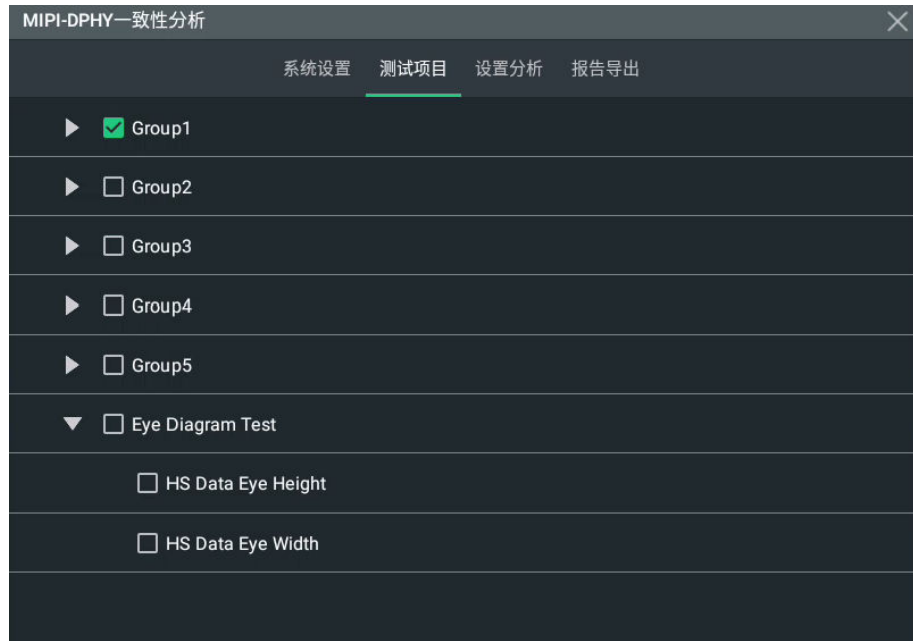 MIPI-DPHY一致性分析
系统设置 测试项目 设置分析 报告导出
Group1
Group2
Group3
Group4
Group5
Eye Diagram Test
HS Data Eye Height
HS Data Eye Width